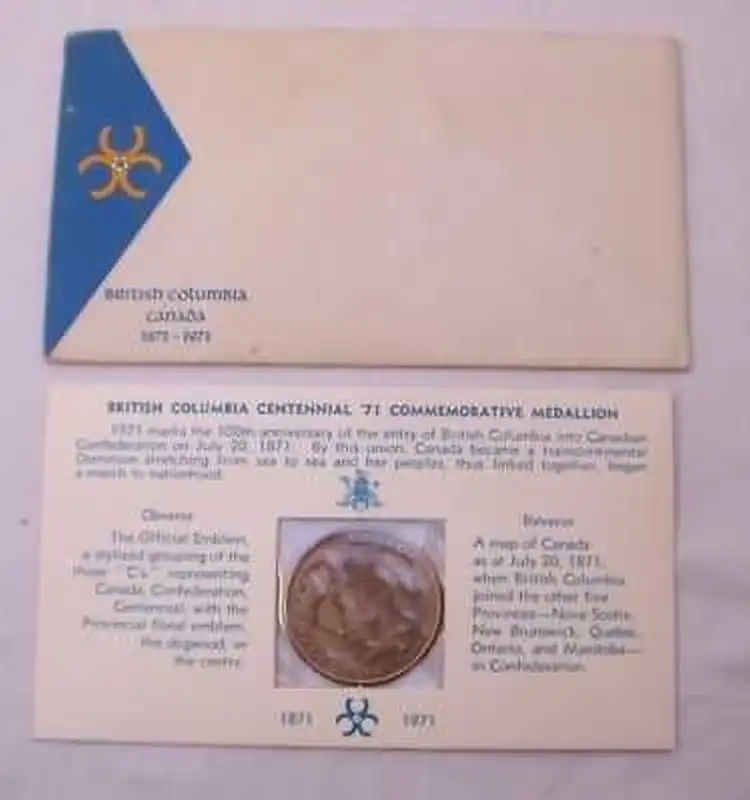 British Columbia
Canada
1871 - 1971
BRITISH COLUMBIA CENTENNIAL '71 COMMEMORATIVE MEDALLION
1971 marks the 100th anniversary of the entry of British Columbia into Canadian
Confederation on July 20, 1871. By this union, Canada became a transcontinental
Dominion stretching from sea to sea and her peoples, thus linked together, began
a march to nationhood.
Obverse
The Official Emblem,
a stylized grouping of the
three "C's" representing
Canada, Confederation,
Centennial, with the
Provincial floral emblem,
the dogwood, in
the centre.
Reverse
A map of Canada
as at July 20, 1871,
when British Columbia
joined the other five
Provinces—Nova Scotia,
New Brunswick, Quebec,
Ontario, and Manitoba—
in Confederation.
1871
1971